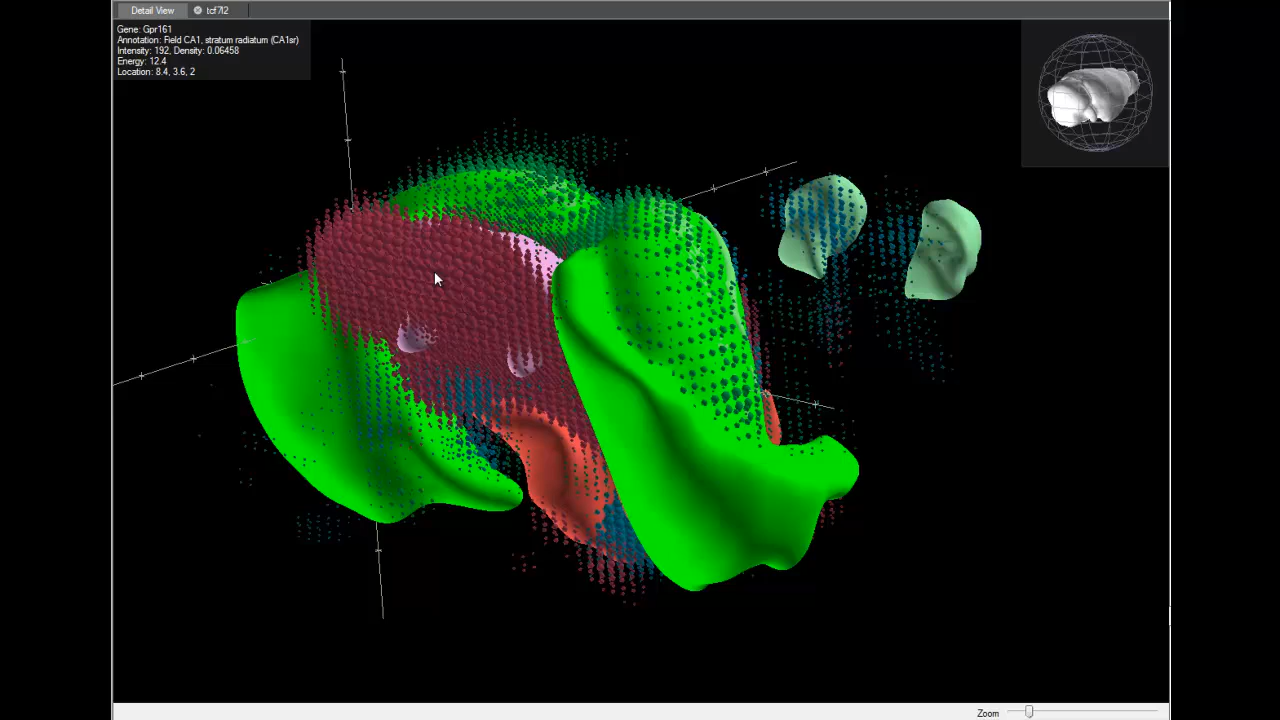 Detail View
tcf7l2
Gene: Gpr161
Annotation: Field CA1, stratum radiatum (CA1sr)
Intensity: 192, Density: 0.06458
Energy: 12.4
Location: 8.4, 3.6, 2
Zoom